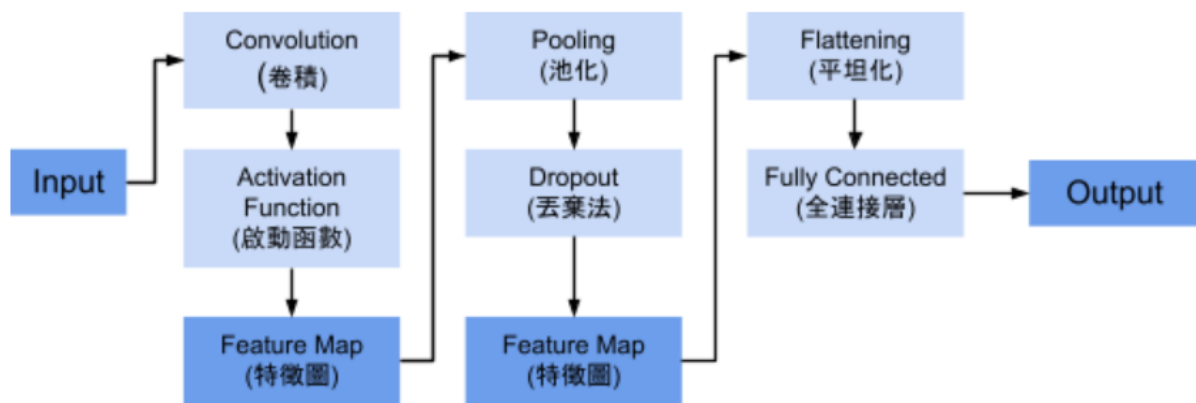 Input
Convolution
(卷積)
Activation
Function
(啟動函數)
Feature Map
(特徵圖)
Pooling
(池化)
Dropout
(丟棄法)
Feature Map
(特徵圖)
Flattening
(平坦化)
Fully Connected
(全連接層)
Output